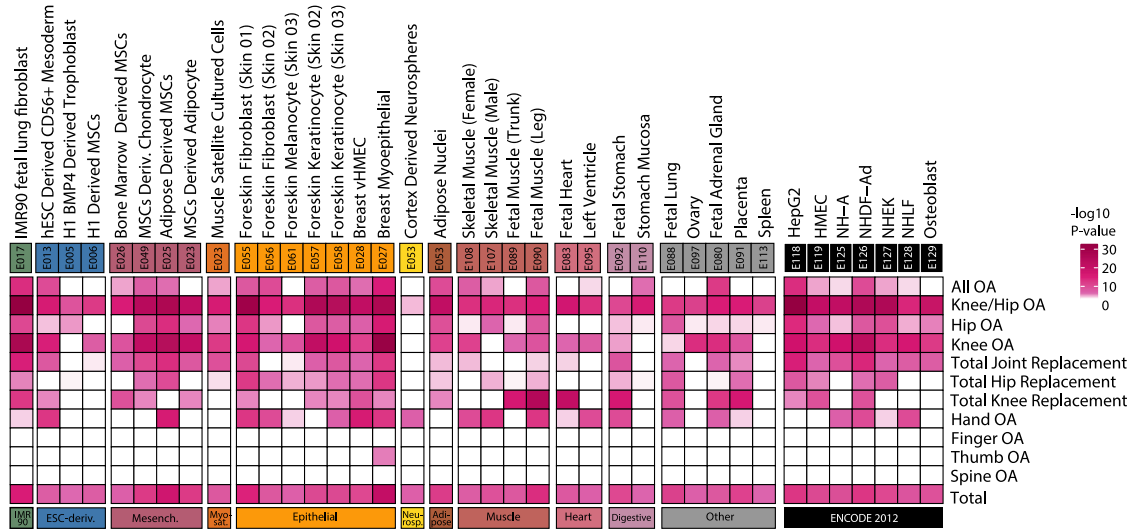 IMR90 fetal lung fibroblast
hESC Derived CD56+ Mesoderm
H1 BMP4 Derived Trophoblast
H1 Derived MSCs
Bone Marrow Derived MSCs
MSCs Deriv. Chondrocyte
Adipose Derived MSCs
MSCs Derived Adipocyte
Muscle Satellite Cultured Cells
Foreskin Fibroblast (Skin 01)
Foreskin Fibroblast (Skin 02)
Foreskin Melanocyte (Skin 03)
Foreskin Keratinocyte (Skin 02)
Foreskin Keratinocyte (Skin 03)
Breast vHMEC
Breast Myoepithelial
Cortex Derived Neurospheres
Adipose Nuclei
Skeletal Muscle (Female)
Skeletal Muscle (Male)
Fetal Muscle (Trunk)
Fetal Muscle (Leg)
Fetal Heart
Left Ventricle
Fetal Stomach
Stomach Mucosa
Fetal Lung
Ovary
Fetal Adrenal Gland
Placenta
Spleen
HepG2
HMEC
NH-A
NHDF-Ad
NHEK
NHLF
Osteoblast
E017 E013 E005 E006 E026 E049 E025 E023 E023 E055 E056 E061 E057 E058 E028 E027 E053 E053 E108 E107 E089 E090 E083 E095 E092 E110 E088 E097 E080 E091 E113 E118 E119 E125 E126 E127 E128 E129
-log10
P-value
30
20
10
0
All OA
Knee/Hip OA
Hip OA
Knee OA
Total Joint Replacement
Total Hip Replacement
Total Knee Replacement
Hand OA
Finger OA
Thumb OA
Spine OA
Total
IMR
90
ESC-deriv.
Mesench.
Myo-
sat.
Epithelial
Neu-
rosp.
Adi-
pose
Muscle
Heart
Digestive
Other
ENCODE 2012